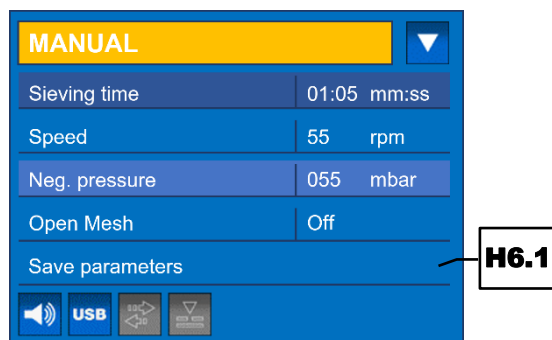 MANUAL
Sieving time 01:05 mm:ss
Speed 55 rpm
Neg. pressure 055 mbar
Open Mesh Off
Save parameters
H6.1
USB